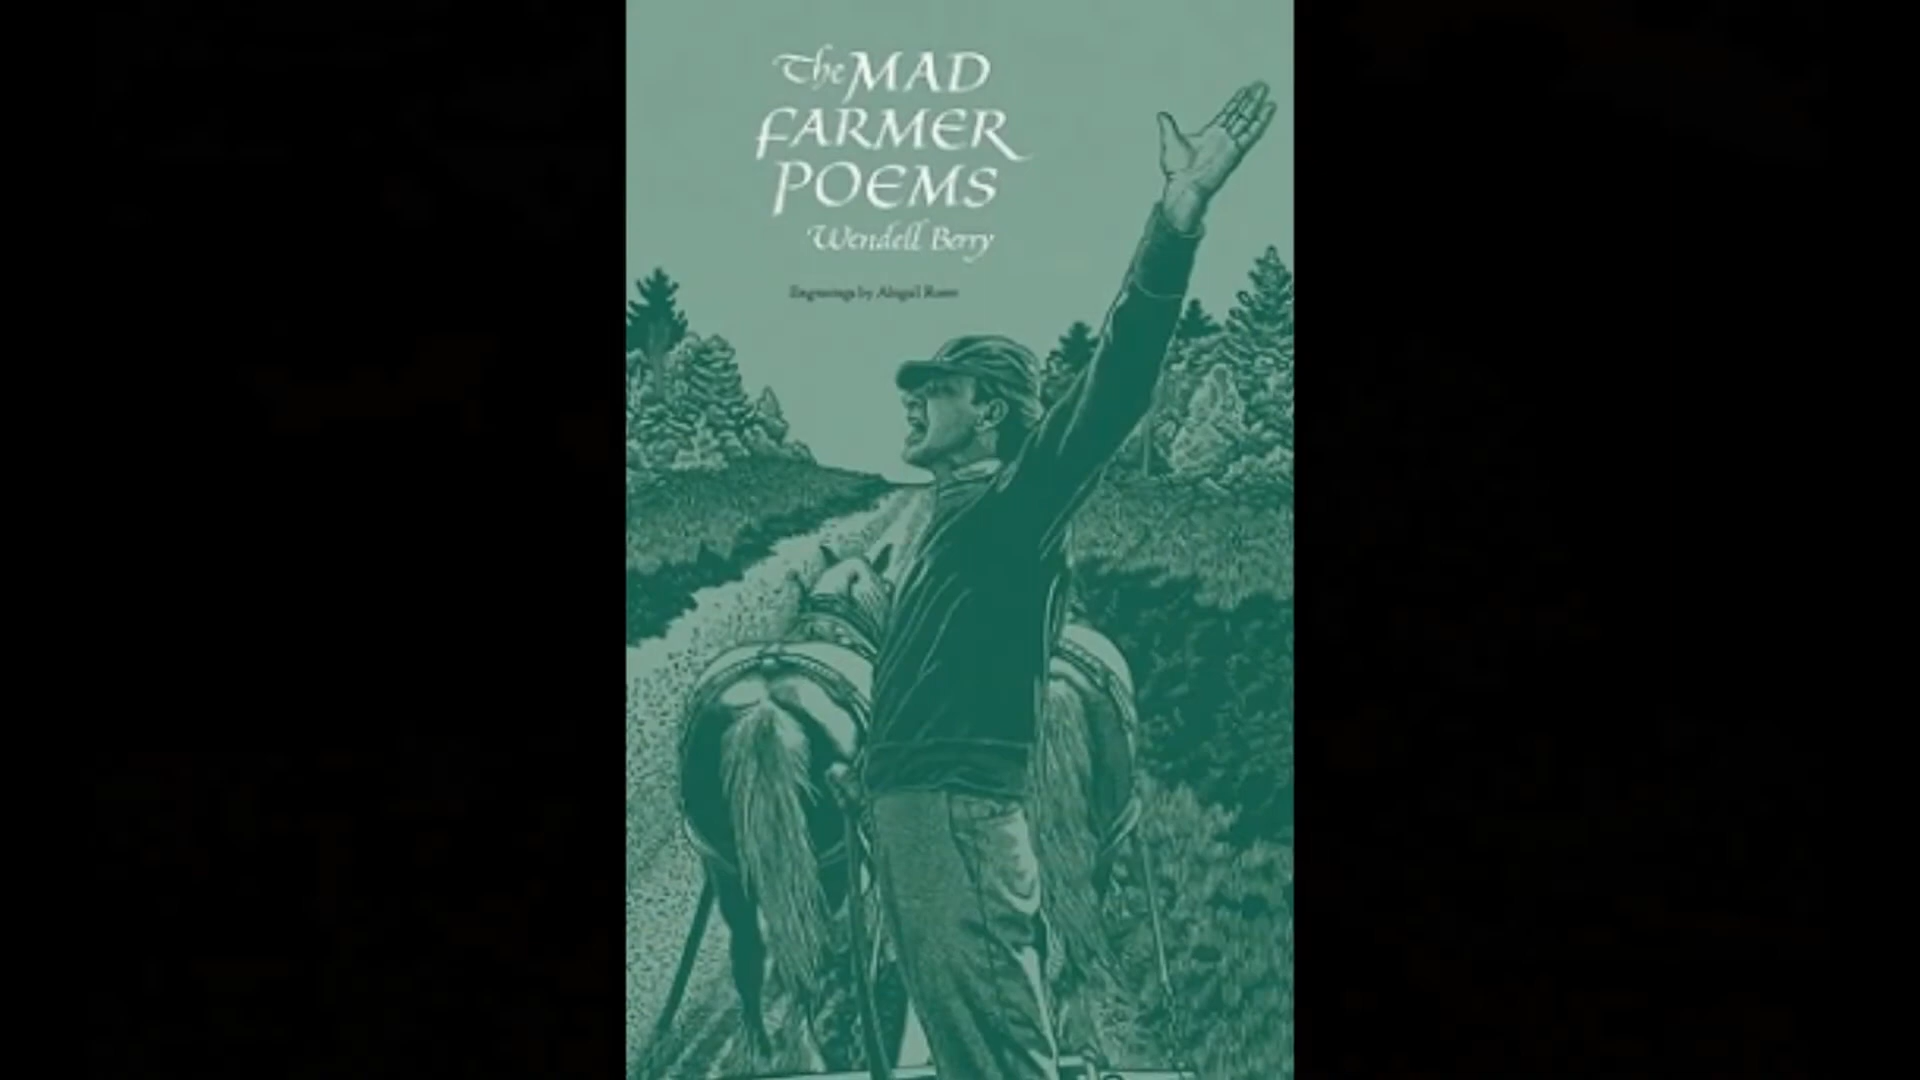 The MAD
FARMER
POEMS
Wendell Berry
Engravings by Abigail Rorer